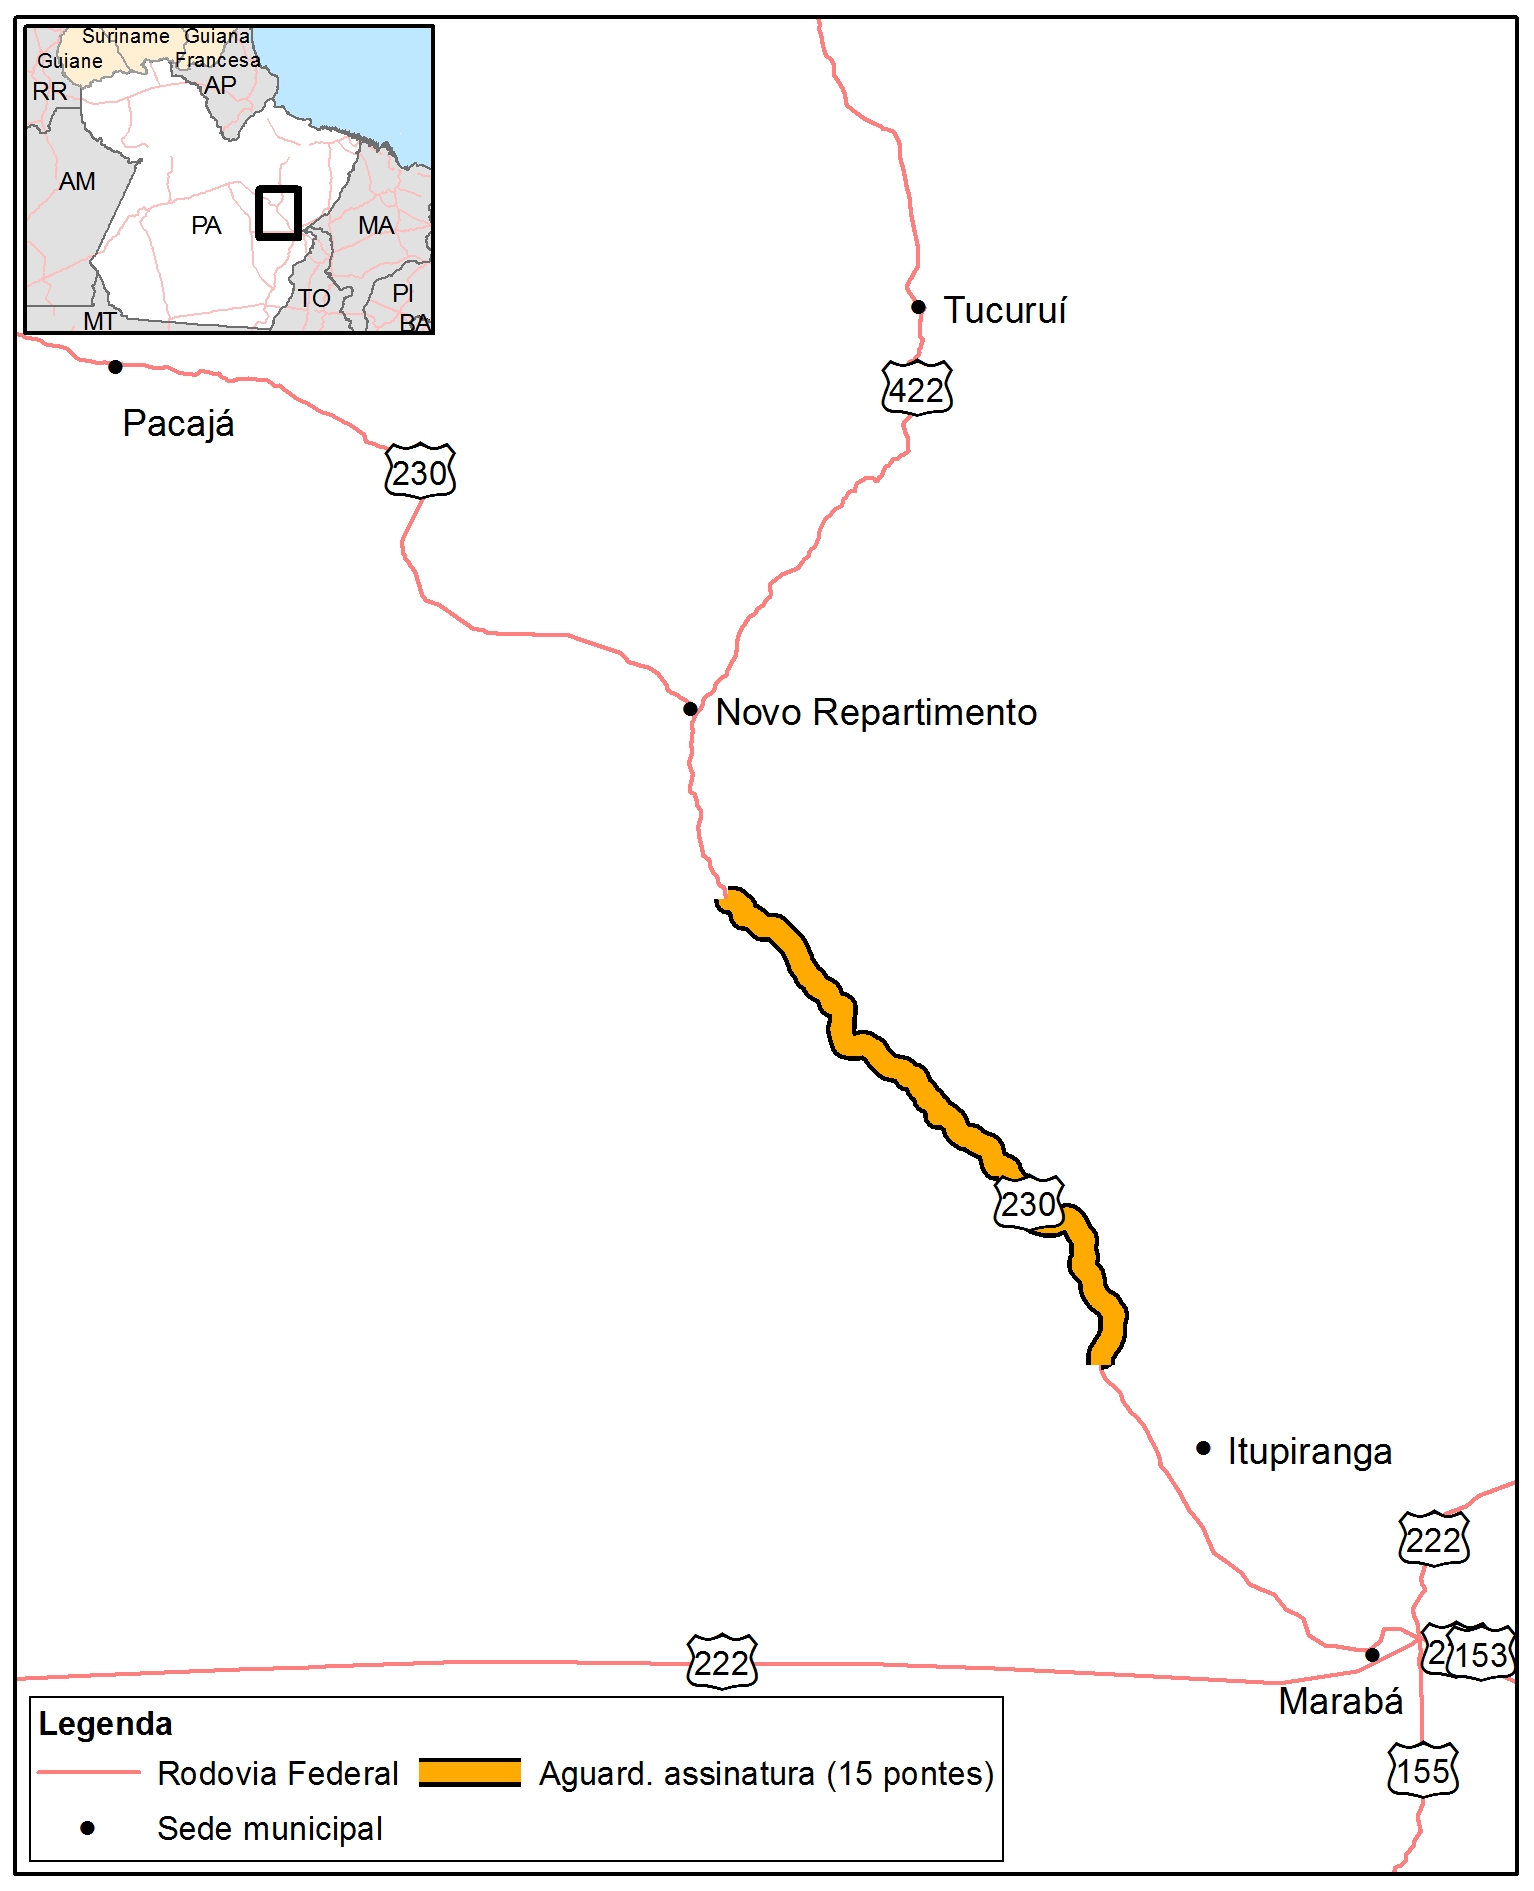 Suriname
Guiana
Guiane
Francesa
RR
AP
AM
PA
MA
TO
PI
MT
BA
Tucuruí
422
Pacajá
230
Novo Repartimento
230
Itupiranga
222
153
222
Marabá
155
Legenda
Rodovia Federal
Aguard. assinatura (15 pontes)
Sede municipal